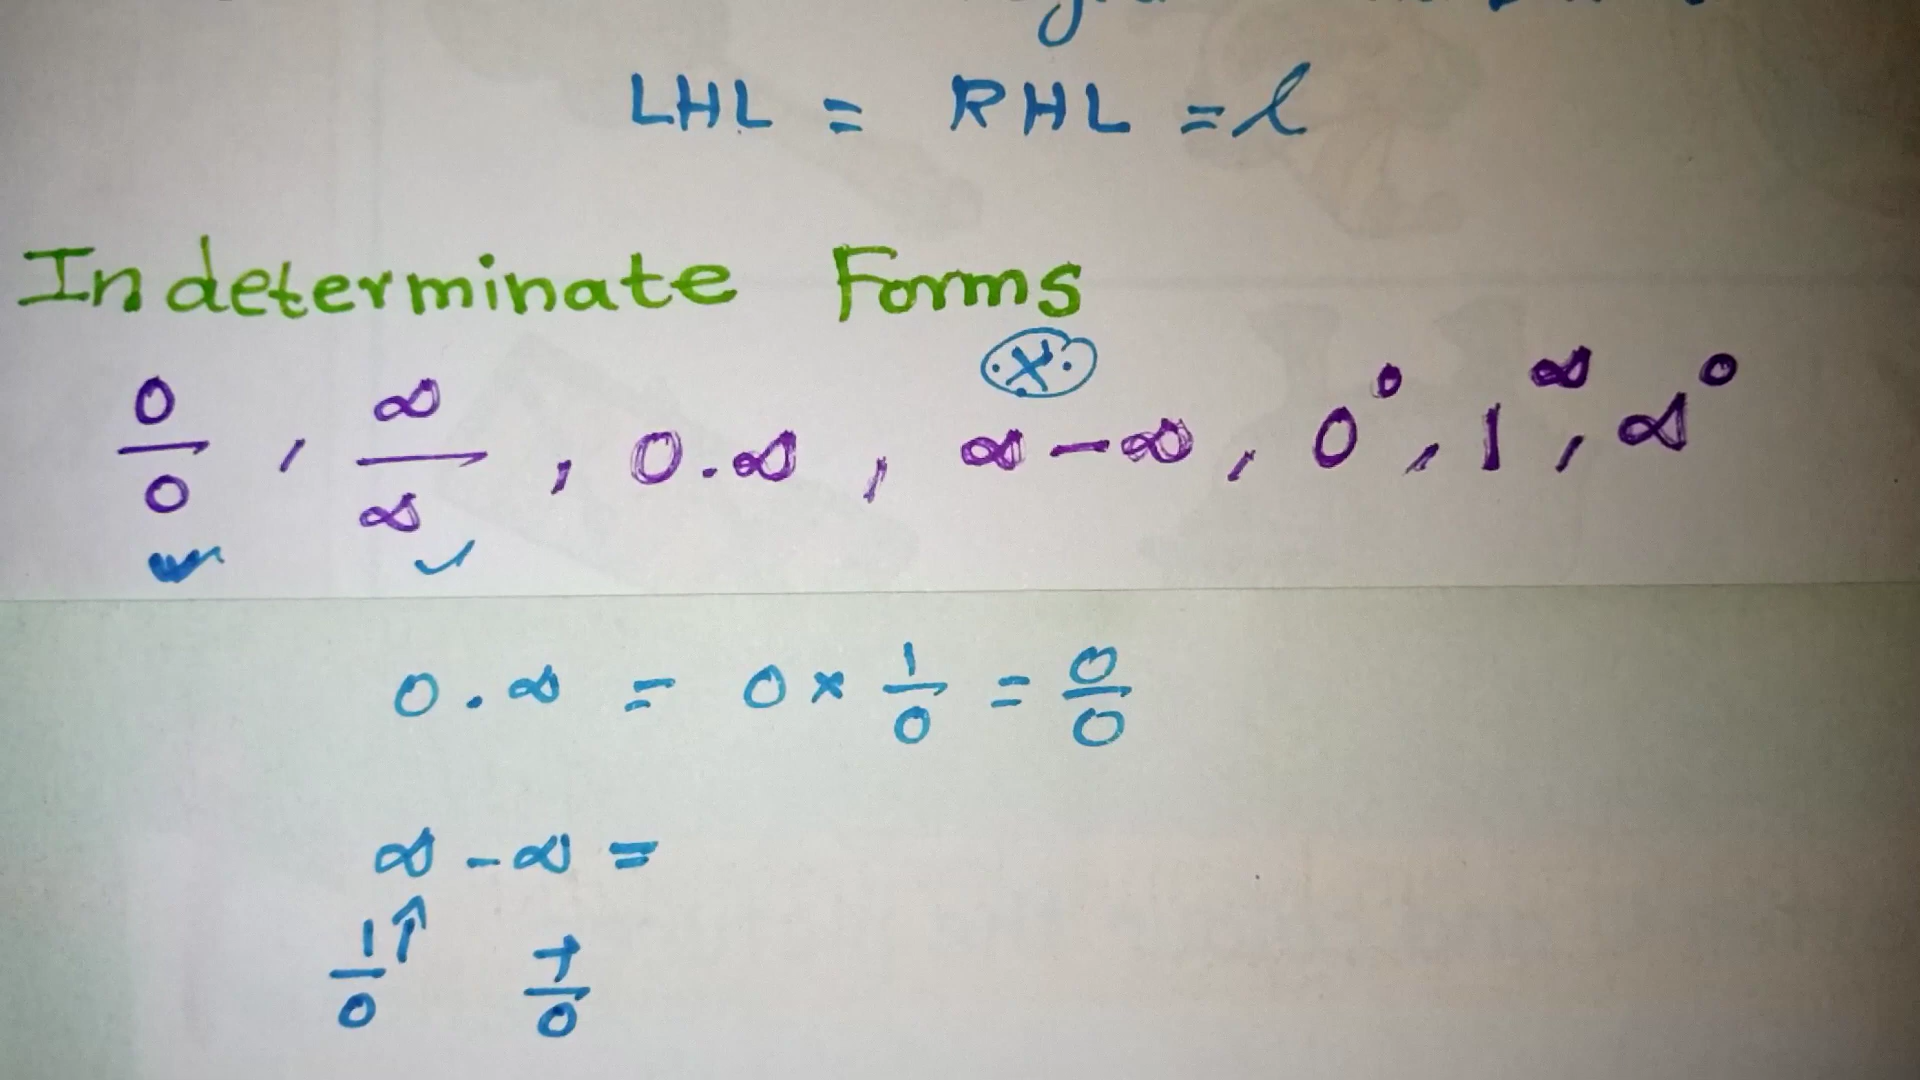 LHL = RHL = l
Indeterminate Forms
0/0 , ∞/∞ , 0.∞ , ∞-∞ , 0⁰ , 1^∞ , ∞⁰
0.∞ = 0 × 1/0 = 0/0
∞-∞ =
1/0 1/0